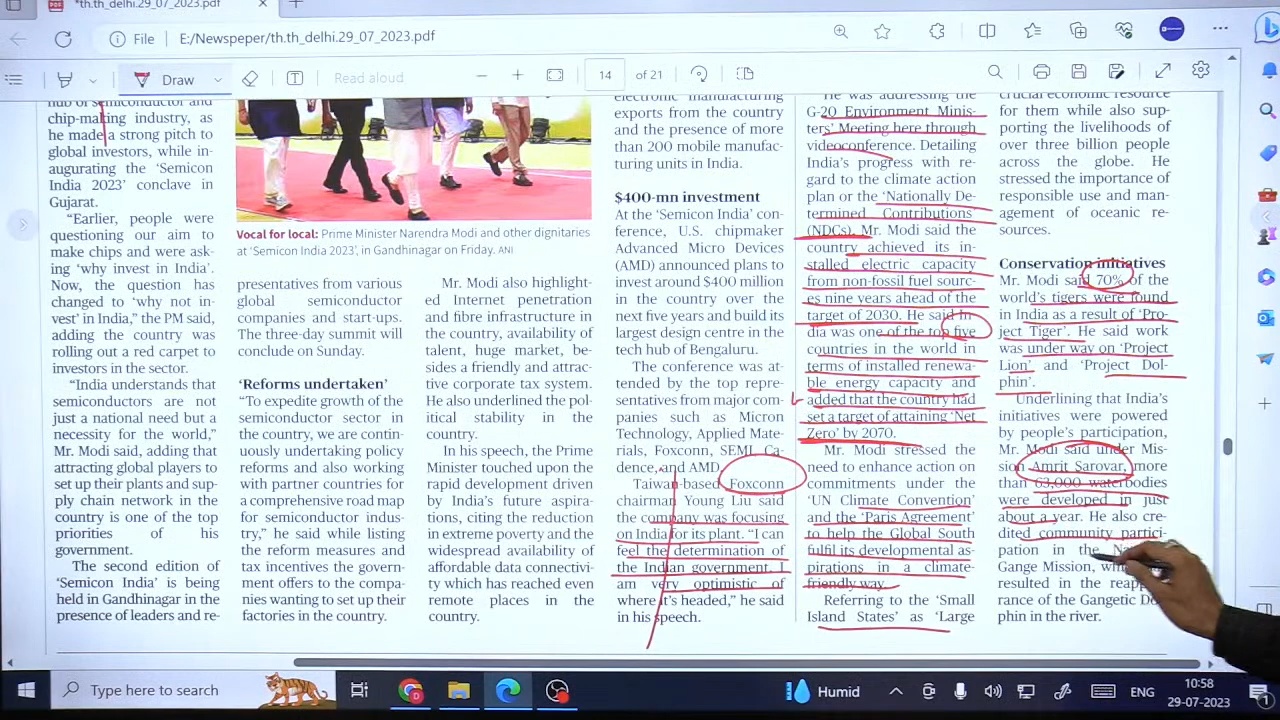 *th.th_delhi.29_07_2023.pdf
File
E:/Newspeper/th.th_delhi.29_07_2023.pdf
Draw
Read aloud
14
of 21
hub of semiconductor and
chip-making industry, as
he made a strong pitch to
global investors, while in-
augurating the ‘Semicon
India 2023’ conclave in
Gujarat.
“Earlier, people were
questioning our aim to
make chips and were ask-
ing ‘why invest in India’.
Now, the question has
changed to ‘why not in-
vest’ in India,” the PM said,
adding the country was
rolling out a red carpet to
investors in the sector.
“India understands that
semiconductors are not
just a national need but a
necessity for the world,”
Mr. Modi said, adding that
attracting global players to
set up their plants and sup-
ply chain network in the
country is one of the top
priorities of his
government.
The second edition of
‘Semicon India’ is being
held in Gandhinagar in the
presence of leaders and re-
Vocal for local: Prime Minister Narendra Modi and other dignitaries
at ‘Semicon India 2023’, in Gandhinagar on Friday. ANI
presentatives from various
global semiconductor
companies and startups.
The three-day summit will
conclude on Sunday.
‘Reforms undertaken’
“To expedite growth of the
semiconductor sector in
the country, we are contin-
uously undertaking policy
reforms and also working
with partner countries for
a comprehensive roadmap
for semiconductor indus-
try,” he said while listing
the reform measures and
tax incentives the govern-
ment offers to the compa-
nies wanting to set up their
factories in the country.
Mr. Modi also highlight-
ed Internet penetration
and fibre infrastructure in
the country, availability of
talent, huge market, be-
sides a friendly and attrac-
tive corporate tax system.
He also underlined the pol-
itical stability in the
country.
In his speech, the Prime
Minister touched upon the
rapid development driven
by India’s future aspira-
tions, citing the reduction
in extreme poverty and the
widespread availability of
affordable data connectivi-
ty which has reached even
remote places in the
country.
electronic manufacturing
exports from the country
and the presence of more
than 200 mobile manufac-
turing units in India.
$400-mn investment
At the ‘Semicon India’ con-
ference, U.S. chipmaker
Advanced Micro Devices
(AMD) announced plans to
invest around $400 million
in the country over the
next five years and build its
largest design centre in the
tech hub of Bengaluru.
The conference was at-
tended by the top repre-
sentatives from major com-
panies such as Micron
Technology, Applied Mate-
rials, Foxconn, SEMI, Ca-
dence, and AMD.
Taiwan-based Foxconn
chairman Young Liu said
the company was focusing
on India for its plant. “I can
feel the determination of
the Indian government. I
am very optimistic of
where it’s headed,” he said
in his speech.
He was addressing the
G-20 Environment Minis-
ters’ Meeting here through
videoconference. Detailing
India’s progress with re-
gard to the climate action
plan or the ‘Nationally De-
termined Contributions’
(NDCs), Mr. Modi said the
country achieved its in-
stalled electric capacity
from non-fossil fuel sourc-
es nine years ahead of the
target of 2030. He said In-
dia was one of the top five
countries in the world in
terms of installed renewa-
ble energy capacity and
added that the country had
set a target of attaining ‘Net
Zero’ by 2070.
Mr. Modi stressed the
need to enhance action on
commitments under the
‘UN Climate Convention’
and the ‘Paris Agreement’
to help the Global South
fulfil its developmental as-
pirations in a climate-
friendly way.
Referring to the ‘Small
Island States’ as ‘Large
crucial economic resource
for them while also sup-
porting the livelihoods of
over three billion people
across the globe. He
stressed the importance of
responsible use and man-
agement of oceanic re-
sources.
Conservation initiatives
Mr. Modi said 70% of the
world’s tigers were found
in India as a result of ‘Pro-
ject Tiger’. He said work
was under way on ‘Project
Lion’ and ‘Project Dol-
phin’.
Underlining that India’s
initiatives were powered
by people’s participation,
Mr. Modi said under Mis-
sion Amrit Sarovar, more
than 63,000 waterbodies
were developed in just
about a year. He also cre-
dited community partici-
pation in the
Gange Mission,
resulted in the
rance of the Gangetic
phin in the river.
Type here to search
Humid
ENG
10:58
29-07-2023
1